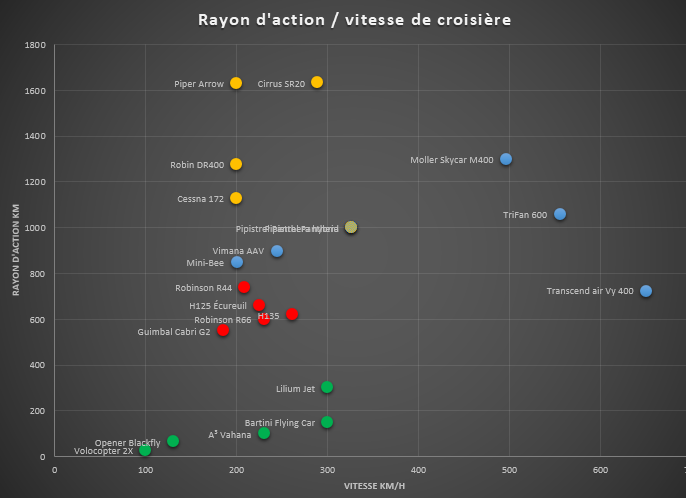 Rayon d'action / vitesse de croisière
1800
1600
1400
1200
1000
800
600
400
200
0
RAYON D'ACTION KM
Piper Arrow
Cirrus SR20
Robin DR400
Moller Skycar M400
Cessna 172
TriFan 600
Vimana AAV
Mini-Bee
Robinson R44
Transcend air Vy 400
H125 Écureuil
H135
Robinson R66
Guimbal Cabri G2
Lilium Jet
Bartini Flying Car
A³ Vahana
Opener Blackfly
Volocopter 2X
0 100 200 300 400 500 600
VITESSE KM/H